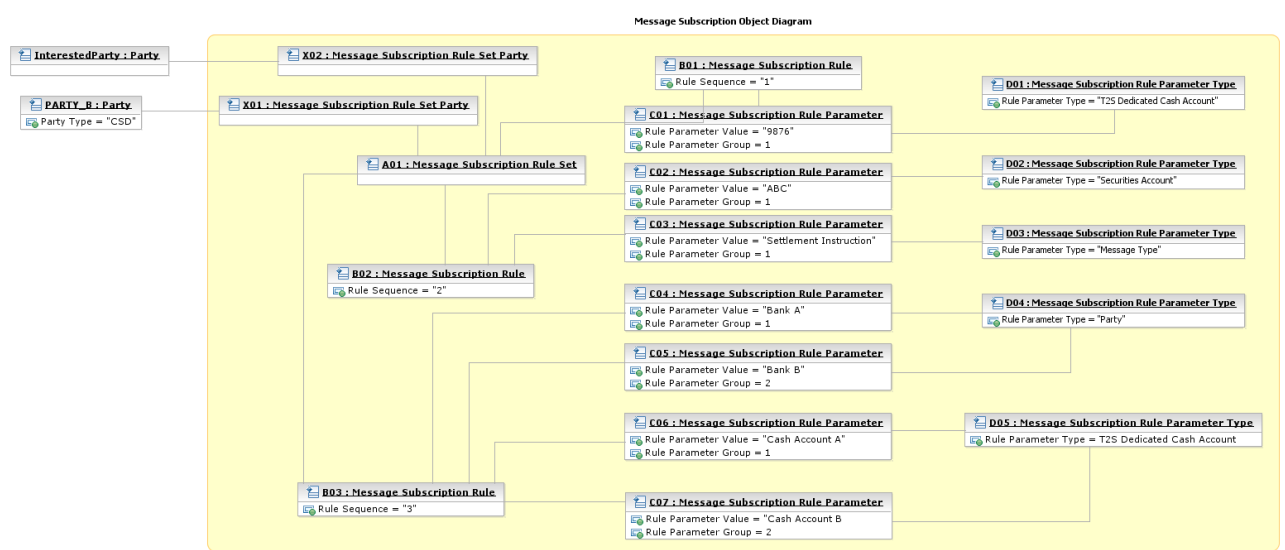 Message Subscription Object Diagram
InterestedParty : Party
X02 : Message Subscription Rule Set Party
B01 : Message Subscription Rule
Rule Sequence = "1"
D01 : Message Subscription Rule Parameter Type
Rule Parameter Type = "T2S Dedicated Cash Account"
PARTY_B : Party
Party Type = "CSD"
X01 : Message Subscription Rule Set Party
C01 : Message Subscription Rule Parameter
Rule Parameter Value = "9876"
Rule Parameter Group = 1
A01 : Message Subscription Rule Set
C02 : Message Subscription Rule Parameter
Rule Parameter Value = "ABC"
Rule Parameter Group = 1
D02 : Message Subscription Rule Parameter Type
Rule Parameter Type = "Securities Account"
C03 : Message Subscription Rule Parameter
Rule Parameter Value = "Settlement Instruction"
Rule Parameter Group = 1
D03 : Message Subscription Rule Parameter Type
Rule Parameter Type = "Message Type"
B02 : Message Subscription Rule
Rule Sequence = "2"
C04 : Message Subscription Rule Parameter
Rule Parameter Value = "Bank A"
Rule Parameter Group = 1
D04 : Message Subscription Rule Parameter Type
Rule Parameter Type = "Party"
C05 : Message Subscription Rule Parameter
Rule Parameter Value = "Bank B"
Rule Parameter Group = 2
C06 : Message Subscription Rule Parameter
Rule Parameter Value = "Cash Account A"
Rule Parameter Group = 1
D05 : Message Subscription Rule Parameter Type
Rule Parameter Type = T2S Dedicated Cash Account
B03 : Message Subscription Rule
Rule Sequence = "3"
C07 : Message Subscription Rule Parameter
Rule Parameter Value = "Cash Account B
Rule Parameter Group = 2